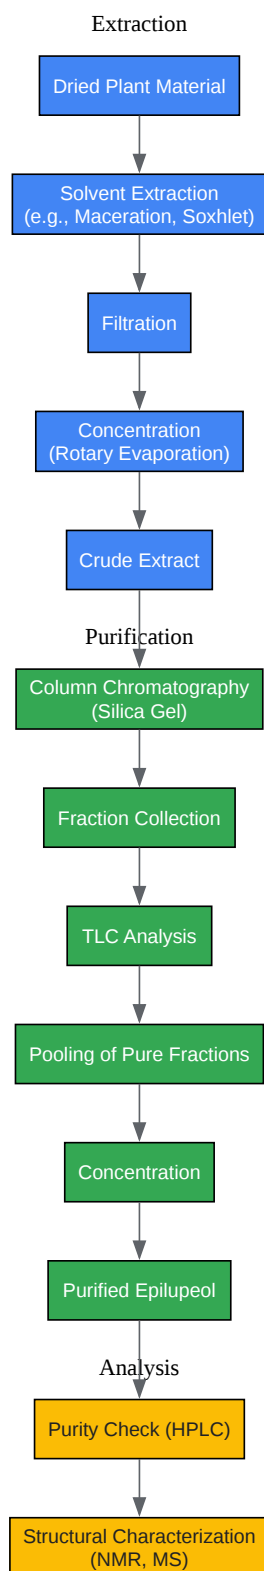 Extraction
Dried Plant Material
Solvent Extraction
(e.g., Maceration, Soxhlet)
Filtration
Concentration
(Rotary Evaporation)
Crude Extract
Purification
Column Chromatography
(Silica Gel)
Fraction Collection
TLC Analysis
Pooling of Pure Fractions
Concentration
Purified Epilupeol
Analysis
Purity Check (HPLC)
Structural Characterization
(NMR, MS)